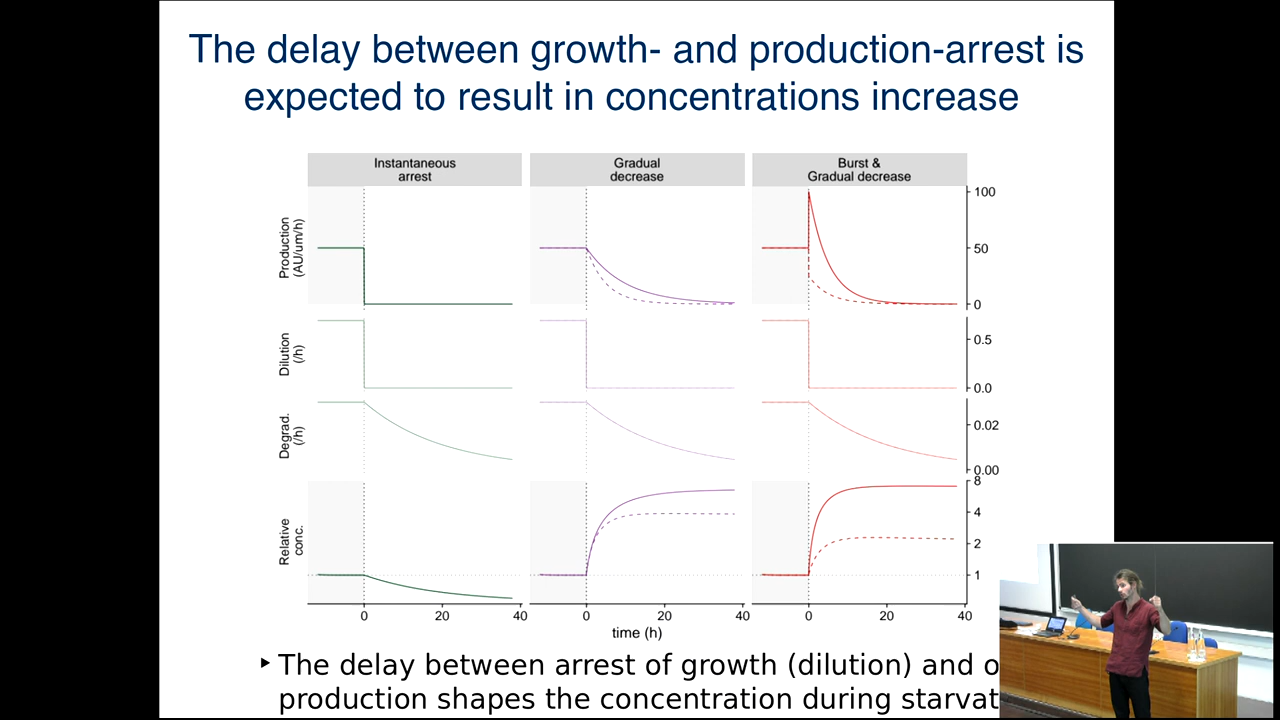 The delay between growth- and production-arrest is
expected to result in concentrations increase
Instantaneous
arrest
Gradual
decrease
Burst &
Gradual decrease
Production
(AU/um/h)
100
50
0
Dilution
(/h)
0.5
0.0
Degrad.
(/h)
0.02
0.00
Relative
conc.
8
4
2
1
0 20 40 0 20 40 0 20 40
time (h)
The delay between arrest of growth (dilution) and
production shapes the concentration during